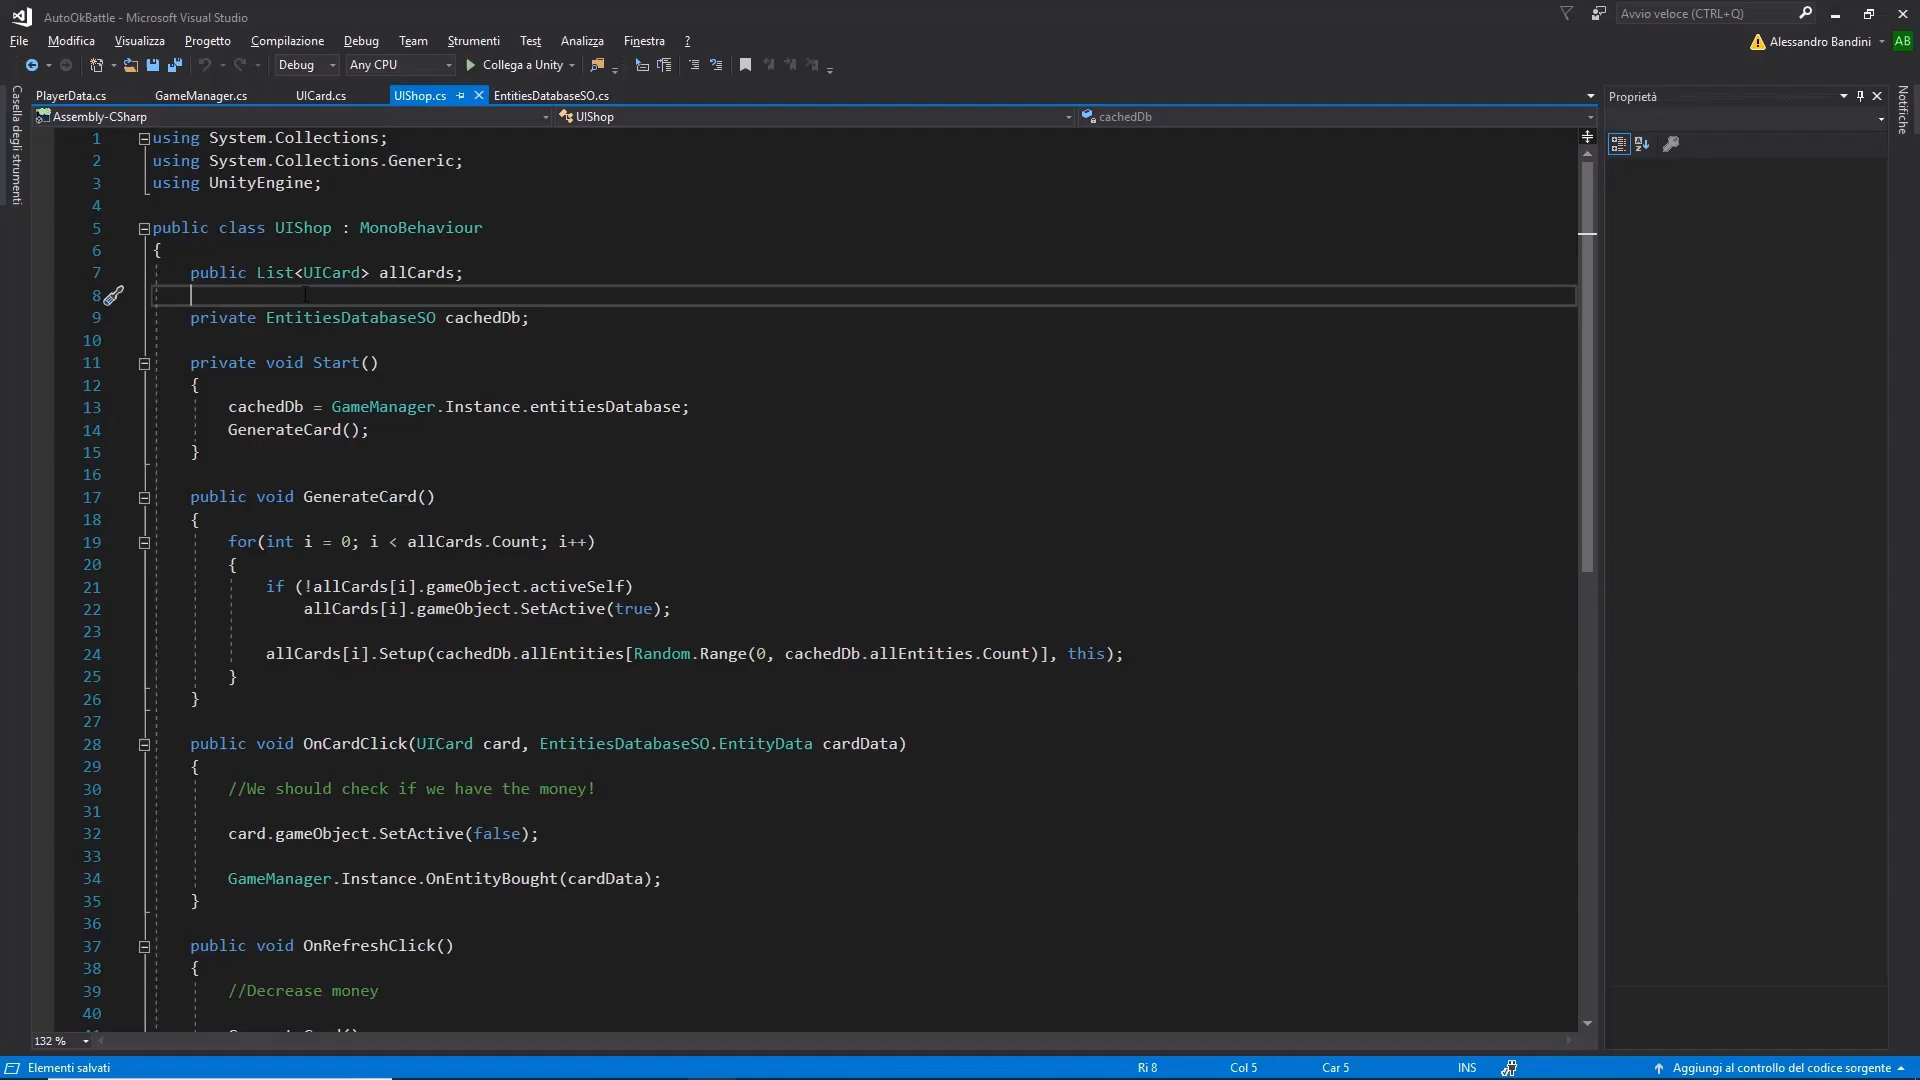 AutoOkBattle - Microsoft Visual Studio
Avvio veloce (CTRL+Q)
File Modifica Visualizza Progetto Compilazione Debug Team Strumenti Test Analizza Finestra ?
Alessandro Bandini AB
Debug Any CPU Collega a Unity
Casella degli strumenti
PlayerData.cs GameManager.cs UICard.cs UIShop.cs EntitiesDatabaseSO.cs
Proprietà
Notifiche
Assembly-CSharp UIShop cachedDb
1 using System.Collections;
2 using System.Collections.Generic;
3 using UnityEngine;
4
5 public class UIShop : MonoBehaviour
6 {
7 public List<UICard> allCards;
8
9 private EntitiesDatabaseSO cachedDb;
10
11 private void Start()
12 {
13 cachedDb = GameManager.Instance.entitiesDatabase;
14 GenerateCard();
15 }
16
17 public void GenerateCard()
18 {
19 for(int i = 0; i < allCards.Count; i++)
20 {
21 if (!allCards[i].gameObject.activeSelf)
22 allCards[i].gameObject.SetActive(true);
23
24 allCards[i].Setup(cachedDb.allEntities[Random.Range(0, cachedDb.allEntities.Count)], this);
25 }
26 }
27
28 public void OnCardClick(UICard card, EntitiesDatabaseSO.EntityData cardData)
29 {
30 //We should check if we have the money!
31
32 card.gameObject.SetActive(false);
33
34 GameManager.Instance.OnEntityBought(cardData);
35 }
36
37 public void OnRefreshClick()
38 {
39 //Decrease money
40
132 %
Elementi salvati Ri 8 Col 5 Car 5 INS Aggiungi al controllo del codice sorgente